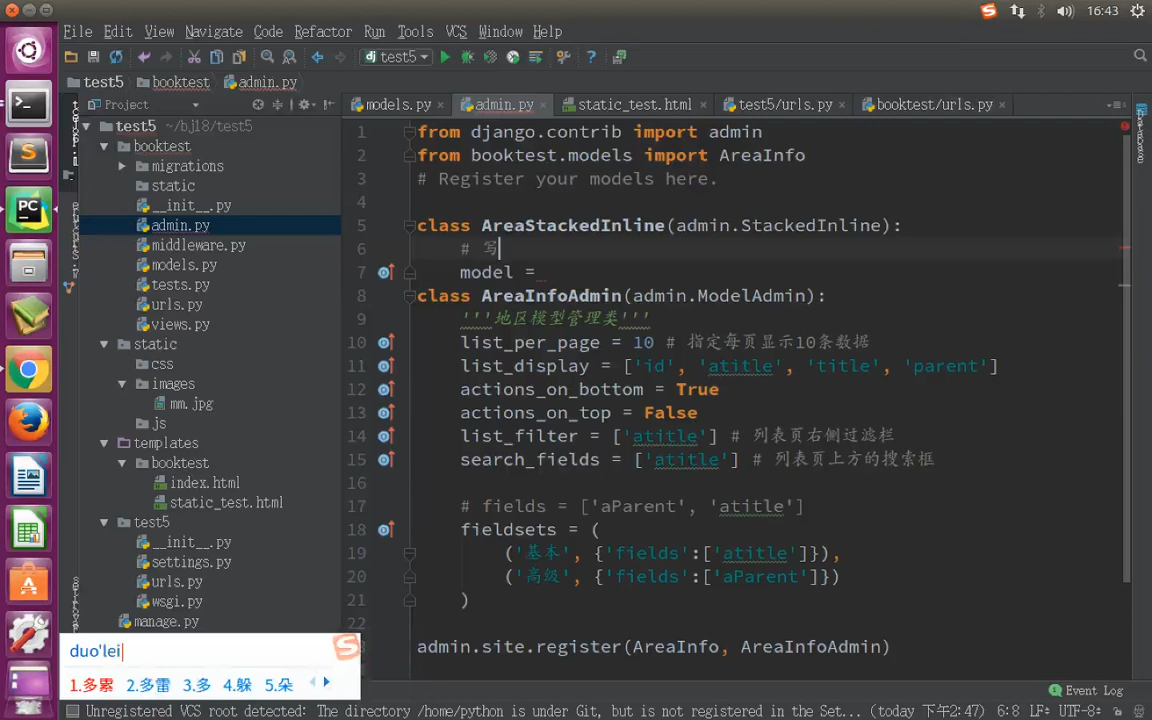 16:43
File Edit View Navigate Code Refactor Run Tools VCS Window Help
dj test5
test5 booktest admin.py
Project
models.py admin.py static_test.html test5/urls.py booktest/urls.py
test5 ~/bj18/test5
booktest
migrations
static
__init__.py
admin.py
middleware.py
models.py
tests.py
urls.py
views.py
static
css
images
mm.jpg
js
templates
booktest
index.html
static_test.html
test5
__init__.py
settings.py
urls.py
wsgi.py
manage.py
1 from django.contrib import admin
2 from booktest.models import AreaInfo
3 # Register your models here.
4
5 class AreaStackedInline(admin.StackedInline):
6 # 写
7 model =
8 class AreaInfoAdmin(admin.ModelAdmin):
9 '''地区模型管理类'''
10 list_per_page = 10 # 指定每页显示10条数据
11 list_display = ['id', 'atitle', 'title', 'parent']
12 actions_on_bottom = True
13 actions_on_top = False
14 list_filter = ['atitle'] # 列表页右侧过滤栏
15 search_fields = ['atitle'] # 列表页上方的搜索框
16
17 # fields = ['aParent', 'atitle']
18 fieldsets = (
19 ('基本', {'fields':['atitle']}),
20 ('高级', {'fields':['aParent']})
21 )
22
admin.site.register(AreaInfo, AreaInfoAdmin)
duo'lei
1.多累 2.多雷 3.多 4.躲 5.朵
Event Log
Unregistered VCS root detected: The directory /home/python is under Git, but is not registered in the Set... (today 下午2:47) 6:8 LF÷ UTF-8÷